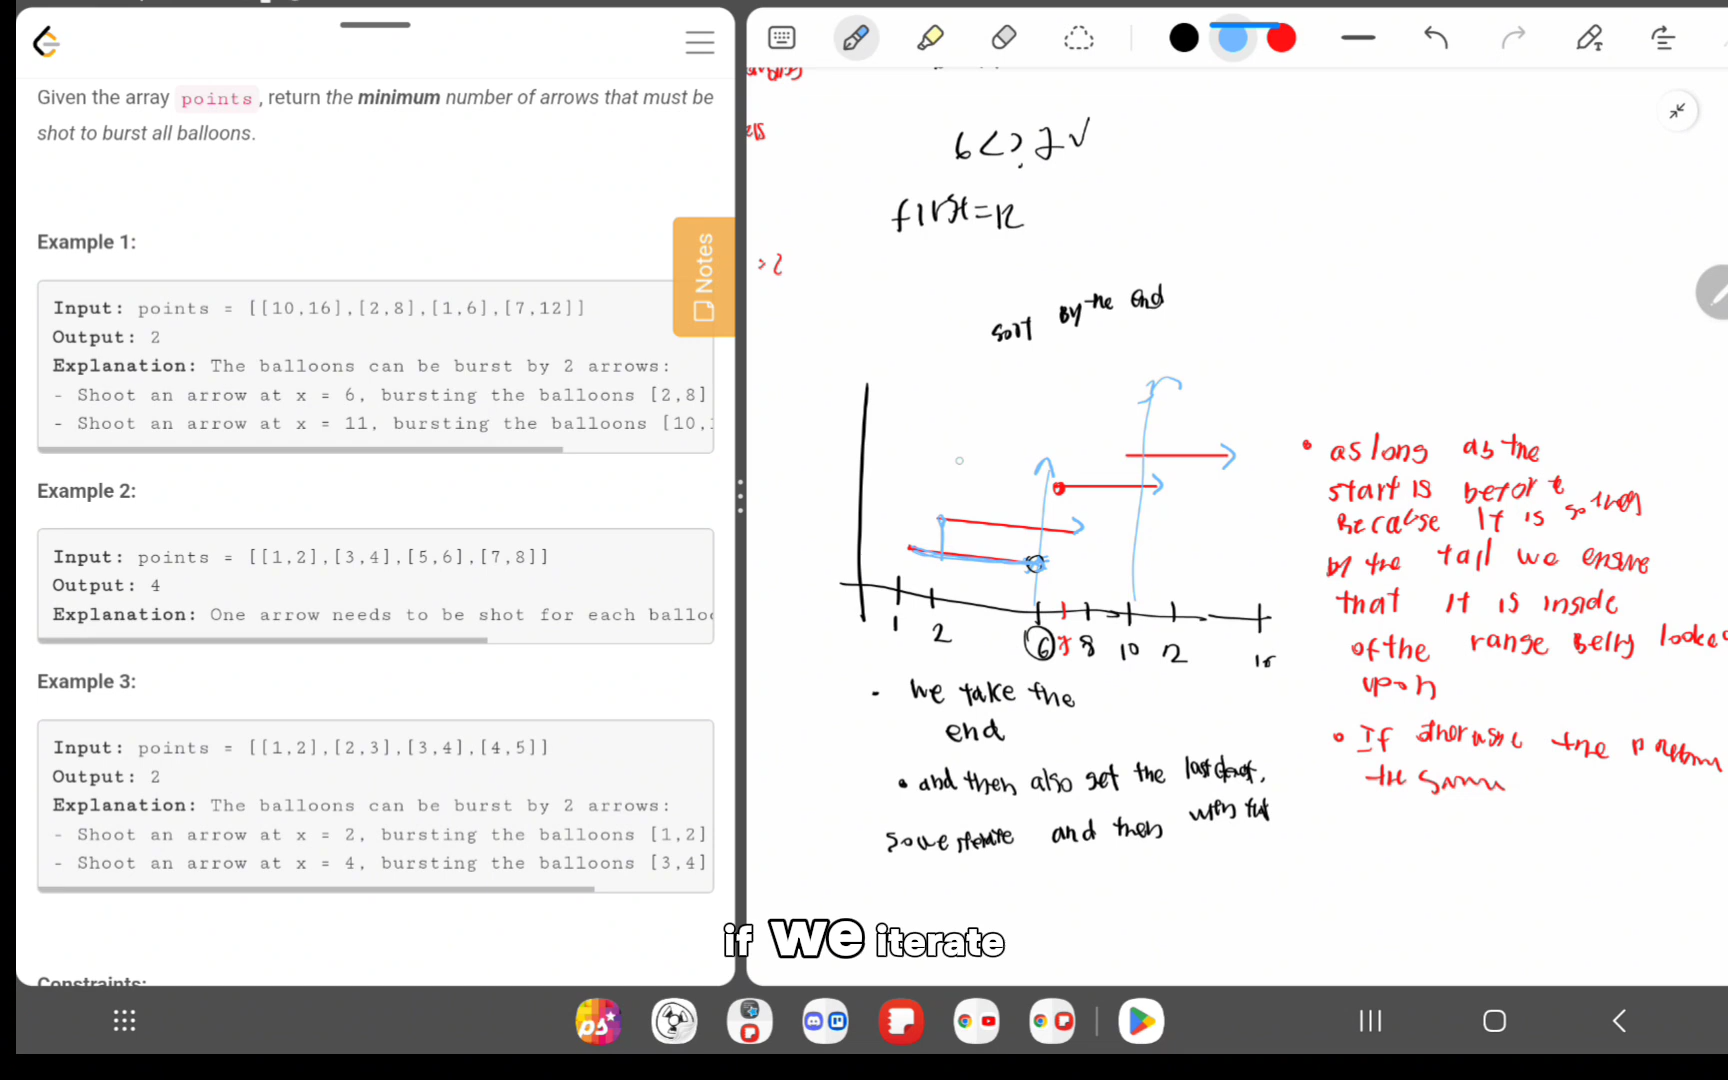 Given the array points, return the minimum number of arrows that must be
shot to burst all balloons.
Example 1:
Input: points = [[10,16],[2,8],[1,6],[7,12]]
Output: 2
Explanation: The balloons can be burst by 2 arrows:
- Shoot an arrow at x = 6, bursting the balloons [2,8]
- Shoot an arrow at x = 11, bursting the balloons [10,
Example 2:
Input: points = [[1,2],[3,4],[5,6],[7,8]]
Output: 4
Explanation: One arrow needs to be shot for each balloo
Example 3:
Input: points = [[1,2],[2,3],[3,4],[4,5]]
Output: 2
Explanation: The balloons can be burst by 2 arrows:
- Shoot an arrow at x = 2, bursting the balloons [1,2]
- Shoot an arrow at x = 4, bursting the balloons [3,4]
Constraints:
Notes
6 < ? 7 ✓
first = 12
sort by the end
1 2 6 7 8 10 12 16
- We take the
end
• and then also set the last
so we iterate and then
• as long as the
start is before
Because it is
by the tail we ensure
that it is inside
of the range
upon
• If the
the same
if we iterate